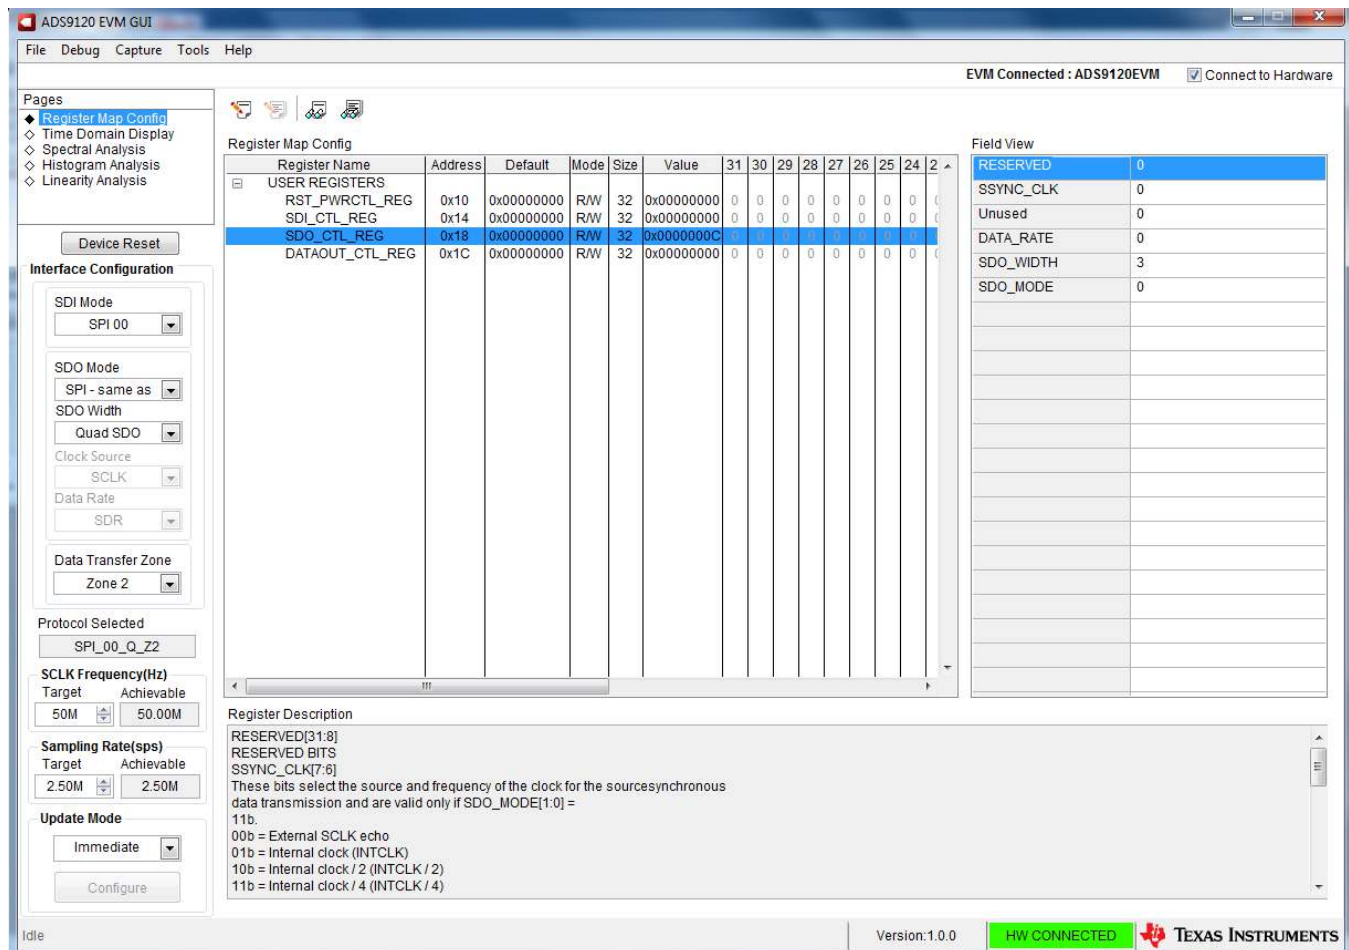 ADS9120 EVM GUI
File Debug Capture Tools Help
EVM Connected : ADS9120EVM Connect to Hardware
Pages
Register Map Config
Time Domain Display
Spectral Analysis
Histogram Analysis
Linearity Analysis
Device Reset
Interface Configuration
SDI Mode
SPI 00
SDO Mode
SPI - same as
SDO Width
Quad SDO
Clock Source
SCLK
Data Rate
SDR
Data Transfer Zone
Zone 2
Protocol Selected
SPI_00_Q_Z2
SCLK Frequency(Hz)
Target Achievable
50M 50.00M
Sampling Rate(sps)
Target Achievable
2.50M 2.50M
Update Mode
Immediate
Configure
Register Map Config
Register Name Address Default Mode Size Value 31 30 29 28 27 26 25 24 2
USER REGISTERS
RST_PWRCTL_REG 0x10 0x00000000 R/W 32 0x00000000 0 0 0 0 0 0 0 0
SDI_CTL_REG 0x14 0x00000000 R/W 32 0x00000000 0 0 0 0 0 0 0 0
SDO_CTL_REG 0x18 0x00000000 R/W 32 0x0000000C 0 0 0 0 0 0 0 0
DATAOUT_CTL_REG 0x1C 0x00000000 R/W 32 0x00000000 0 0 0 0 0 0 0 0
Field View
RESERVED 0
SSYNC_CLK 0
Unused 0
DATA_RATE 0
SDO_WIDTH 3
SDO_MODE 0
Register Description
RESERVED[31:8]
RESERVED BITS
SSYNC_CLK[7:6]
These bits select the source and frequency of the clock for the sourcesynchronous
data transmission and are valid only if SDO_MODE[1:0] =
11b.
00b = External SCLK echo
01b = Internal clock (INTCLK)
10b = Internal clock / 2 (INTCLK / 2)
11b = Internal clock / 4 (INTCLK / 4)
Idle Version:1.0.0 HW CONNECTED TEXAS INSTRUMENTS